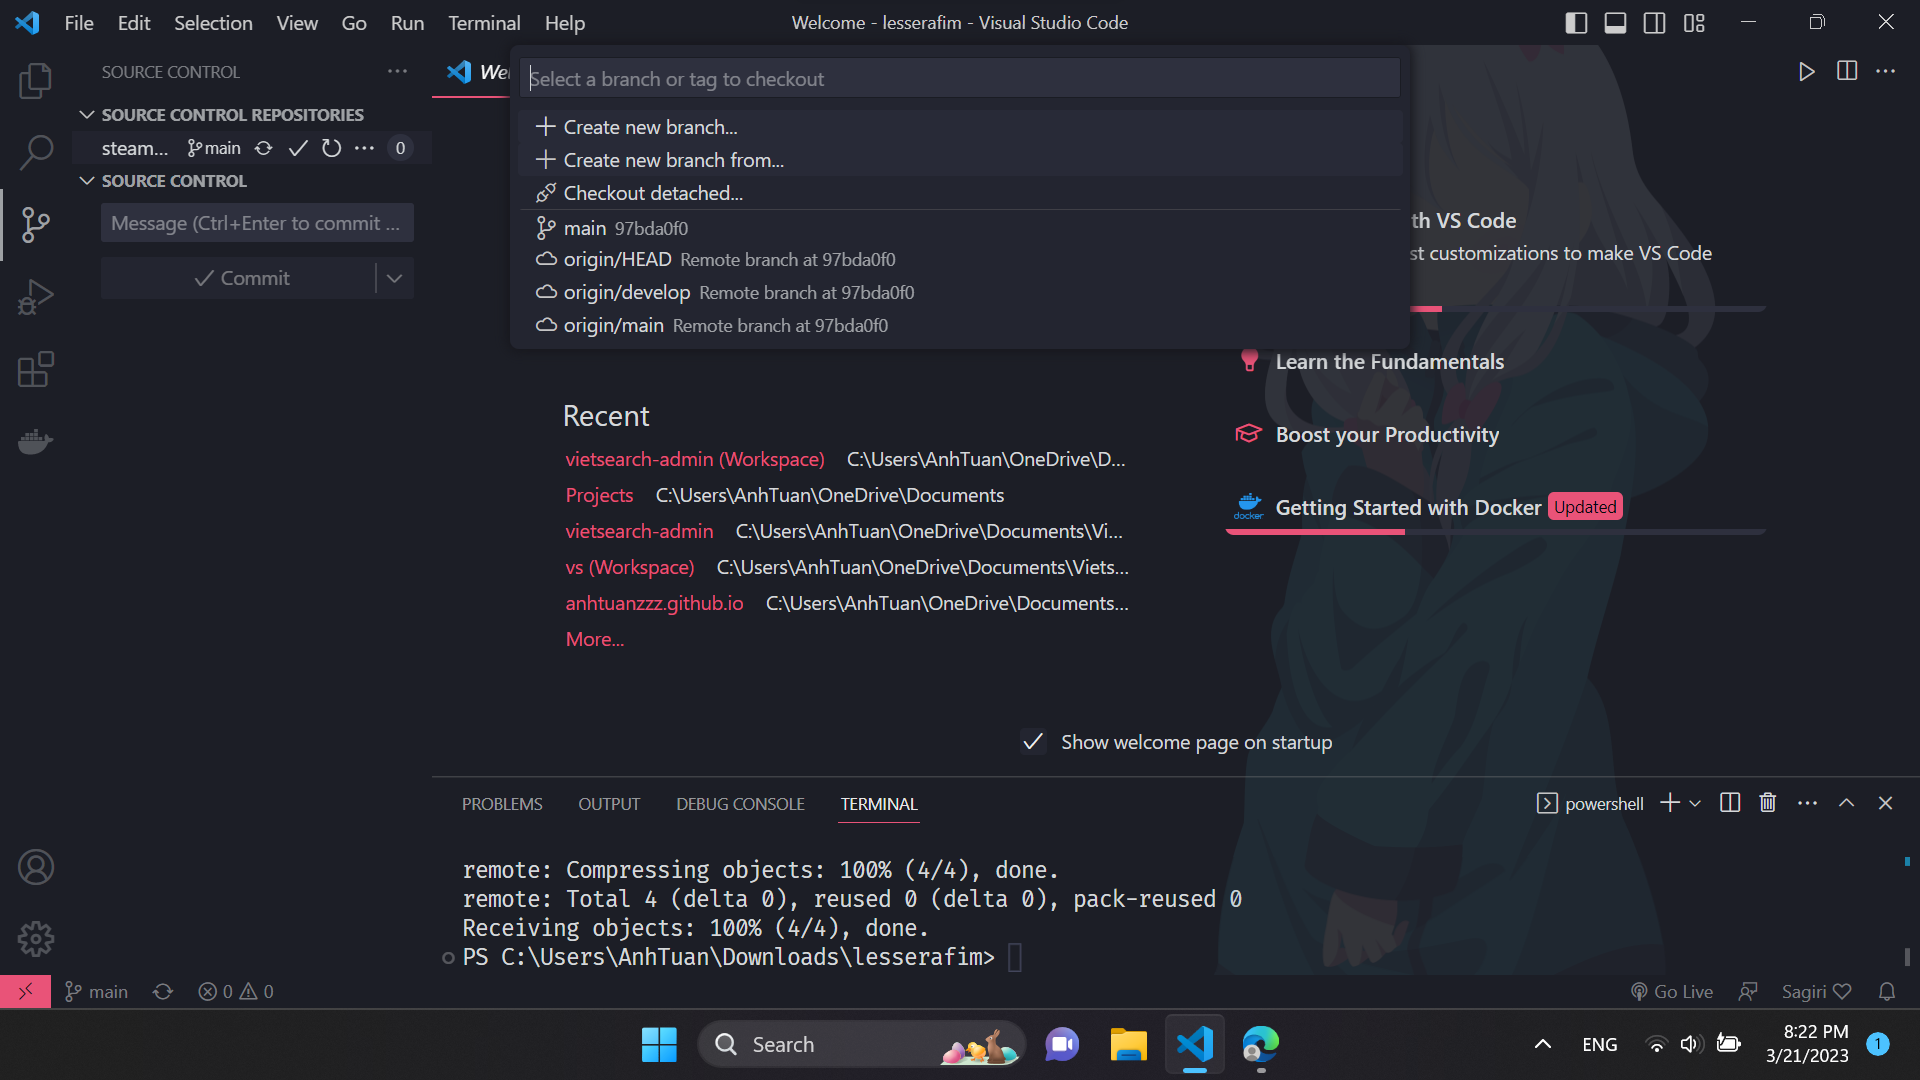 File Edit Selection View Go Run Terminal Help
Welcome - lesserafim - Visual Studio Code
SOURCE CONTROL
We
Select a branch or tag to checkout
SOURCE CONTROL REPOSITORIES
steam... main 0
SOURCE CONTROL
Message (Ctrl+Enter to commit ...
Commit
Create new branch...
Create new branch from...
Checkout detached...
main 97bda0f0
origin/HEAD Remote branch at 97bda0f0
origin/develop Remote branch at 97bda0f0
origin/main Remote branch at 97bda0f0
th VS Code
st customizations to make VS Code
Learn the Fundamentals
Boost your Productivity
docker
Getting Started with Docker Updated
Recent
vietsearch-admin (Workspace) C:\Users\AnhTuan\OneDrive\D...
Projects C:\Users\AnhTuan\OneDrive\Documents
vietsearch-admin C:\Users\AnhTuan\OneDrive\Documents\Vi...
vs (Workspace) C:\Users\AnhTuan\OneDrive\Documents\Viets...
anhtuanzzz.github.io C:\Users\AnhTuan\OneDrive\Documents...
More...
Show welcome page on startup
PROBLEMS OUTPUT DEBUG CONSOLE TERMINAL
powershell
remote: Compressing objects: 100% (4/4), done.
remote: Total 4 (delta 0), reused 0 (delta 0), pack-reused 0
Receiving objects: 100% (4/4), done.
PS C:\Users\AnhTuan\Downloads\lesserafim>
main 0 0
Go Live Sagiri
Search
ENG
8:22 PM
3/21/2023
1